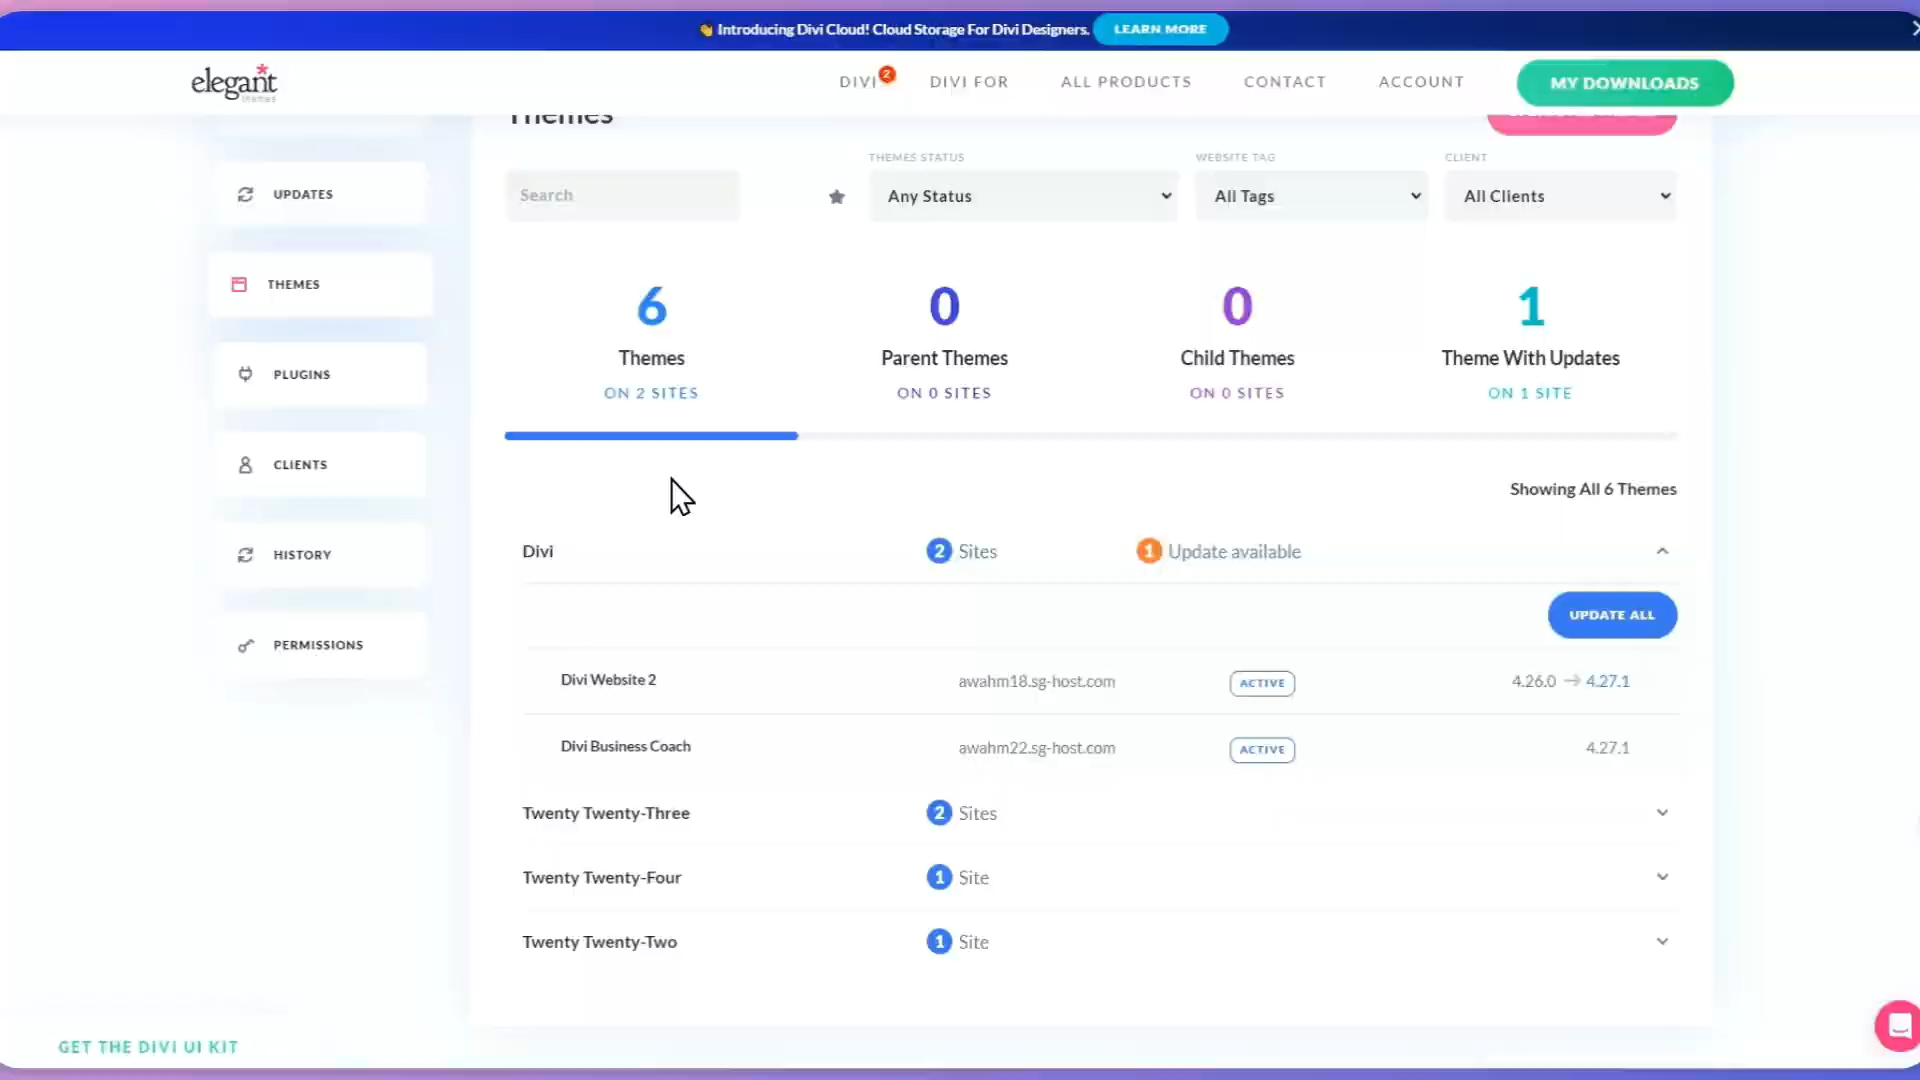 👋 Introducing Divi Cloud! Cloud Storage For Divi Designers. LEARN MORE
elegant
themes
DIVI 2
DIVI FOR
ALL PRODUCTS
CONTACT
ACCOUNT
MY DOWNLOADS
Themes
UPDATES
THEMES
PLUGINS
CLIENTS
HISTORY
PERMISSIONS
THEMES STATUS
WEBSITE TAG
CLIENT
Search
Any Status
All Tags
All Clients
6
Themes
ON 2 SITES
0
Parent Themes
ON 0 SITES
0
Child Themes
ON 0 SITES
1
Theme With Updates
ON 1 SITE
Showing All 6 Themes
Divi 2 Sites 1 Update available
UPDATE ALL
Divi Website 2 awahm18.sg-host.com ACTIVE 4.26.0 → 4.27.1
Divi Business Coach awahm22.sg-host.com ACTIVE 4.27.1
Twenty Twenty-Three 2 Sites
Twenty Twenty-Four 1 Site
Twenty Twenty-Two 1 Site
GET THE DIVI UI KIT